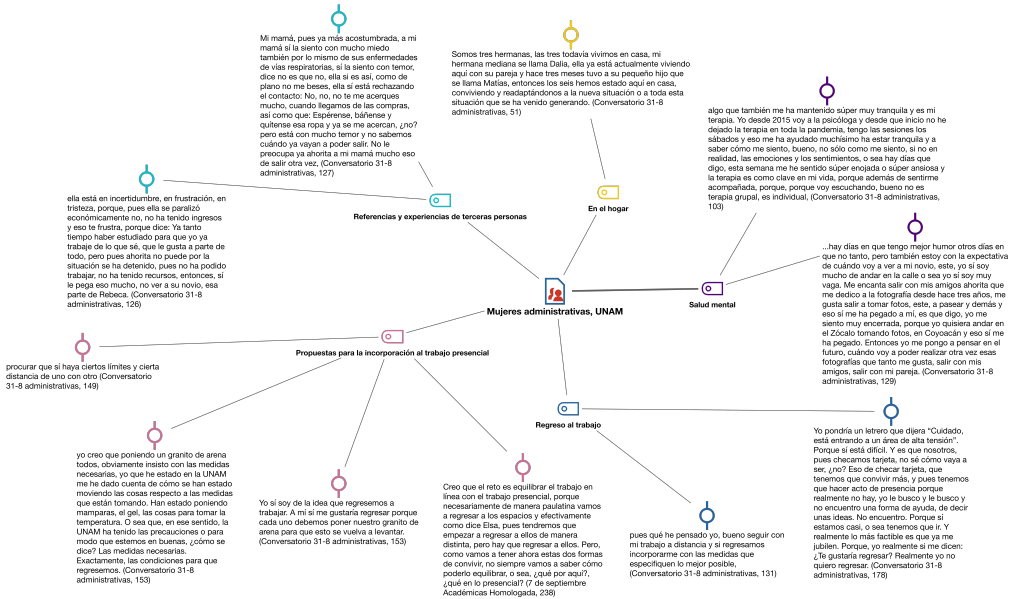 Mi mamá, pues ya más acostumbrada, a mi
mamá sí la siento con mucho miedo
también por lo mismo de sus enfermedades
de vías respiratorias, sí la siento con temor,
dice no es que no, ella si es así, como de
plano no me beses, ella sí está rechazando
el contacto: No, no, no te me acerques
mucho, cuando llegamos de las compras,
así como que: Espérense, báñense y
quítense esa ropa y ya se me acercan, ¿no?
pero está con mucho temor y no sabemos
cuándo ya vayan a poder salir. No le
preocupa ya ahorita a mi mamá mucho eso
de salir otra vez, (Conversatorio 31-8
administrativas, 127)
Somos tres hermanas, las tres todavía vivimos en casa, mi
hermana mediana se llama Dalia, ella ya está actualmente viviendo
aquí con su pareja y hace tres meses tuvo a su pequeño hijo que
se llama Matías, entonces los seis hemos estado aquí en casa,
conviviendo y readaptándonos a la nueva situación o a toda esta
situación que se ha venido generando. (Conversatorio 31-8
administrativas, 51)
algo que también me ha mantenido súper muy tranquila y es mi
terapia. Yo desde 2015 voy a la psicóloga y desde que inicio no he
dejado la terapia en toda la pandemia, tengo las sesiones los
sábados y eso me ha ayudado muchísimo ha estar tranquila y a
saber cómo me siento, bueno, no sólo como me siento, si no en
realidad, las emociones y los sentimientos, o sea hay días que
digo, esta semana me he sentido súper enojada o súper ansiosa y
la terapia es como clave en mi vida, porque además de sentirme
acompañada, porque, porque voy escuchando, bueno no es
terapia grupal, es individual, (Conversatorio 31-8 administrativas,
103)
ella está en incertidumbre, en frustración, en
tristeza, porque, pues ella se paralizó
económicamente no, no ha tenido ingresos
y eso te frustra, porque dice: Ya tanto
tiempo haber estudiado para que yo ya
trabaje de lo que sé, que le gusta a parte de
todo, pero pues ahorita no puede por la
situación se ha detenido, pues no ha podido
trabajar, no ha tenido recursos, entonces, sí
le pega eso mucho, no ver a su novio, esa
parte de Rebeca. (Conversatorio 31-8
administrativas, 126)
Referencias y experiencias de terceras personas
En el hogar
...hay días en que tengo mejor humor otros días en
que no tanto, pero también estoy con la expectativa
de cuándo voy a ver a mi novio, este, yo sí soy
mucho de andar en la calle o sea yo sí soy muy
vaga. Me encanta salir con mis amigos ahorita que
me dedico a la fotografía desde hace tres años, me
gusta salir a tomar fotos, este, a pasear y demás y
eso sí me ha pegado a mí, es que digo, yo me
siento muy encerrada, porque yo quisiera andar en
el Zócalo tomando fotos, en Coyoacán y eso sí me
ha pegado. Entonces yo me pongo a pensar en el
futuro, cuándo voy a poder realizar otra vez esas
fotografías que tanto me gusta, salir con mis
amigos, salir con mi pareja. (Conversatorio 31-8
administrativas, 129)
Salud mental
Mujeres administrativas, UNAM
Propuestas para la incorporación al trabajo presencial
procurar que sí haya ciertos límites y cierta
distancia de uno con otro (Conversatorio
31-8 administrativas, 149)
Regreso al trabajo
yo creo que poniendo un granito de arena
todos, obviamente insisto con las medidas
necesarias, yo que he estado en la UNAM
me he dado cuenta de cómo se han estado
moviendo las cosas respecto a las medidas
que están tomando. Han estado poniendo
mamparas, el gel, las cosas para tomar la
temperatura. O sea que, en ese sentido, la
UNAM ha tenido las precauciones o para
modo que estemos en buenas, ¿cómo se
dice? Las medidas necesarias.
Exactamente, las condiciones para que
regresemos. (Conversatorio 31-8
administrativas, 153)
Yo sí soy de la idea que regresemos a
trabajar. A mí sí me gustaría regresar porque
cada uno debemos poner nuestro granito de
arena para que esto se vuelva a levantar.
(Conversatorio 31-8 administrativas, 153)
Creo que el reto es equilibrar el trabajo en
línea con el trabajo presencial, porque
necesariamente de manera paulatina vamos
a regresar a los espacios y efectivamente
como dice Elsa, pues tendremos que
empezar a regresar a ellos de manera
distinta, pero hay que regresar a ellos. Pero,
como vamos a tener ahora estas dos formas
de convivir, no siempre vamos a saber cómo
poderlo equilibrar, o sea, ¿qué por aquí?,
¿qué en lo presencial? (7 de septiembre
Académicas Homologada, 238)
pues qué he pensado yo, bueno seguir con
mi trabajo a distancia y si regresamos
incorporarme con las medidas que
especifiquen lo mejor posible,
(Conversatorio 31-8 administrativas, 131)
Yo pondría un letrero que dijera “Cuidado,
está entrando a un área de alta tensión”.
Porque sí está difícil. Y es que nosotros,
pues checamos tarjeta, no sé cómo vaya a
ser, ¿no? Eso de checar tarjeta, que
tenemos que convivir más, y pues tenemos
que hacer acto de presencia porque
realmente no hay, yo le busco y le busco y
no encuentro una forma de ayuda, de decir
unas ideas. No encuentro. Porque si
estamos casi, o sea tenemos que ir. Y
realmente lo más factible es que ya me
jubilen. Porque, yo realmente si me dicen:
¿Te gustaría regresar? Realmente yo no
quiero regresar. (Conversatorio 31-8
administrativas, 178)